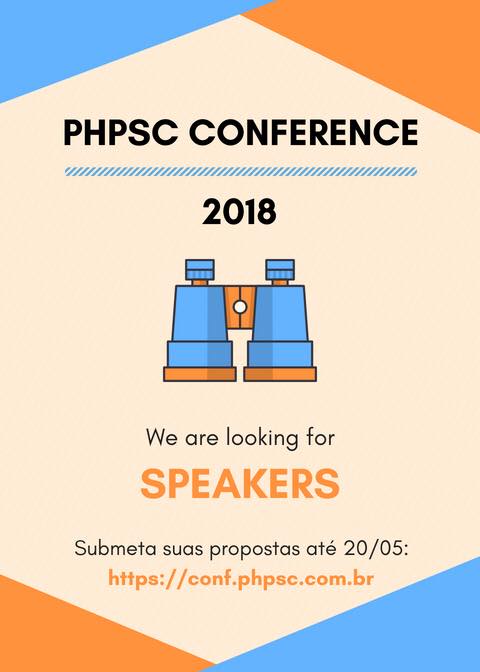 PHPSC CONFERENCE
2018
We are looking for
SPEAKERS
Submeta suas propostas até 20/05:
https://conf.phpsc.com.br